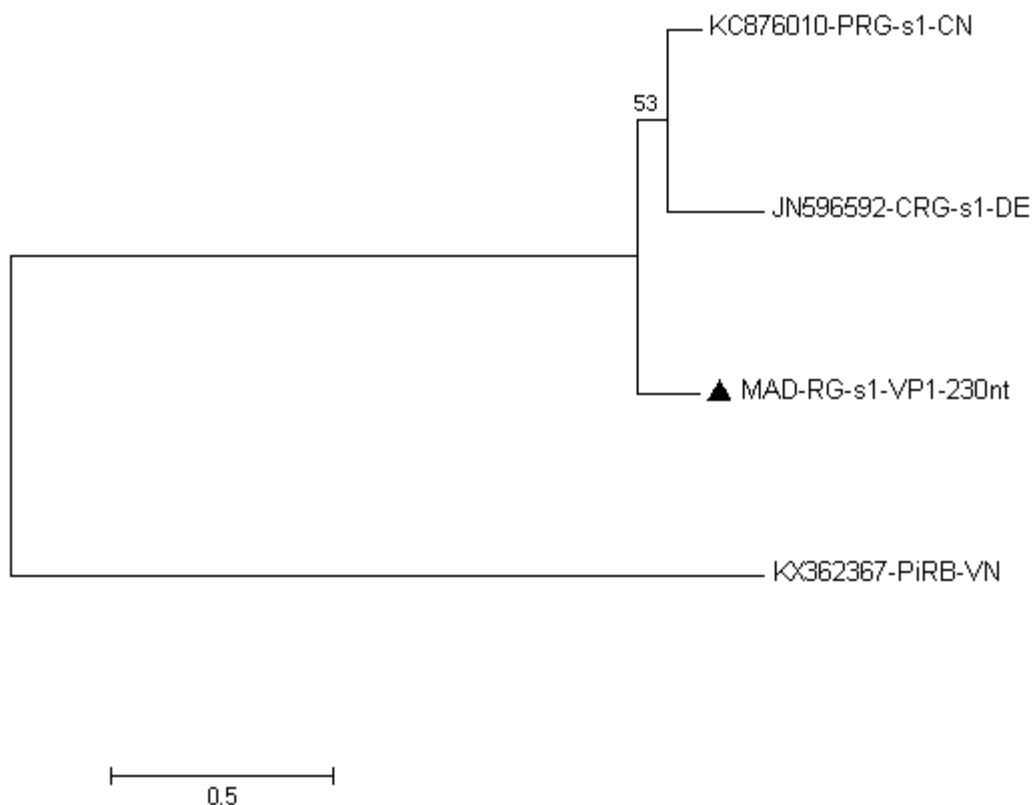 KC876010-PRG-s1-CN
53
JN596592-CRG-s1-DE
MAD-RG-s1-VP1-230nt
KX362367-PiRB-VN
0.5